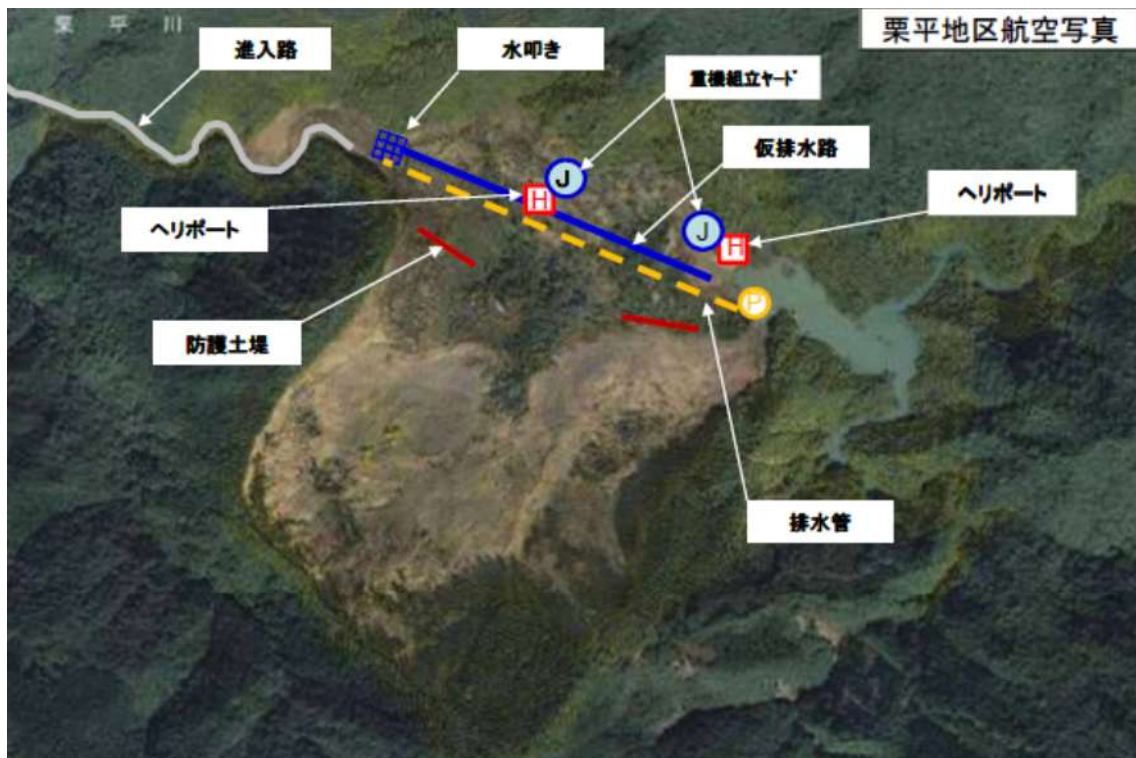 栗平川
栗平地区航空写真
進入路
水叩き
重機組立ﾔｰﾄﾞ
仮排水路
ヘリポート
ヘリポート
J
H
J
H
P
防護土堤
排水管